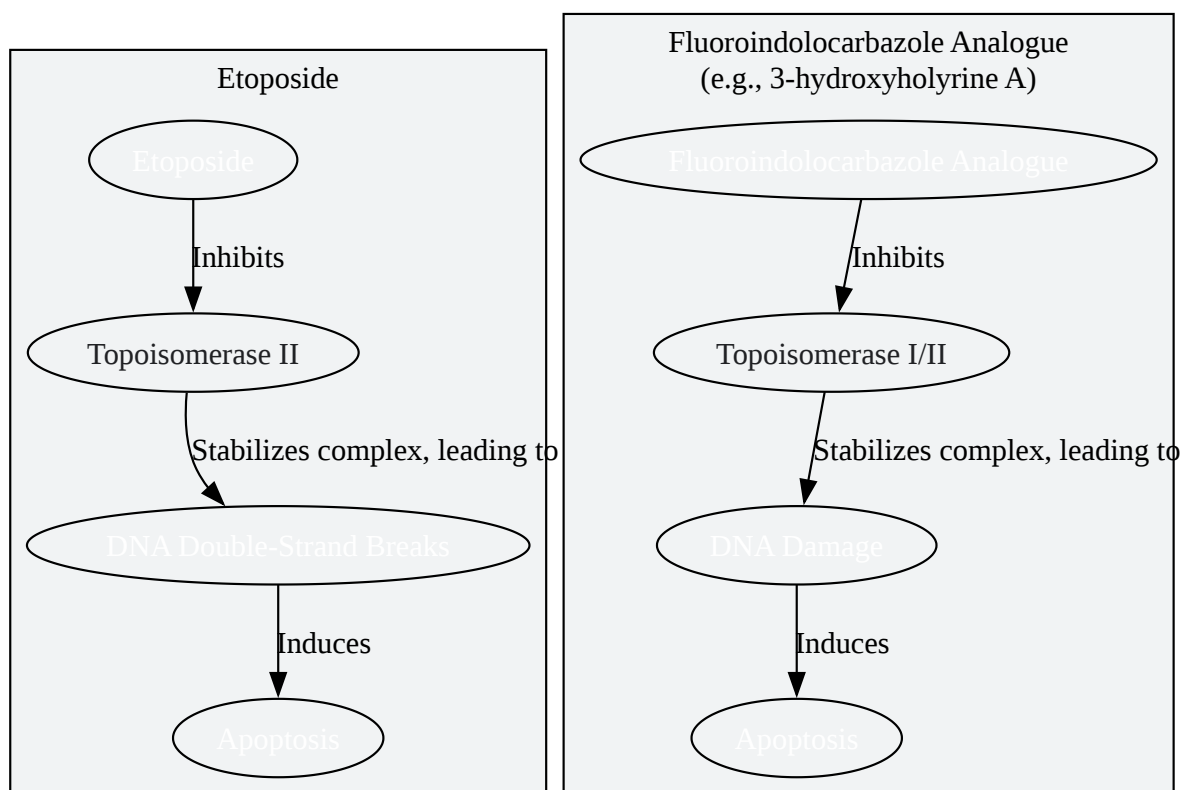 Etoposide
Etoposide
Inhibits
Topoisomerase II
Stabilizes complex, leading to
DNA Double-Strand Breaks
Induces
Apoptosis
Fluoroindolocarbazole Analogue
(e.g., 3-hydroxyholyrine A)
Fluoroindolocarbazole Analogue
Inhibits
Topoisomerase I/II
Stabilizes complex, leading to
DNA Damage
Induces
Apoptosis